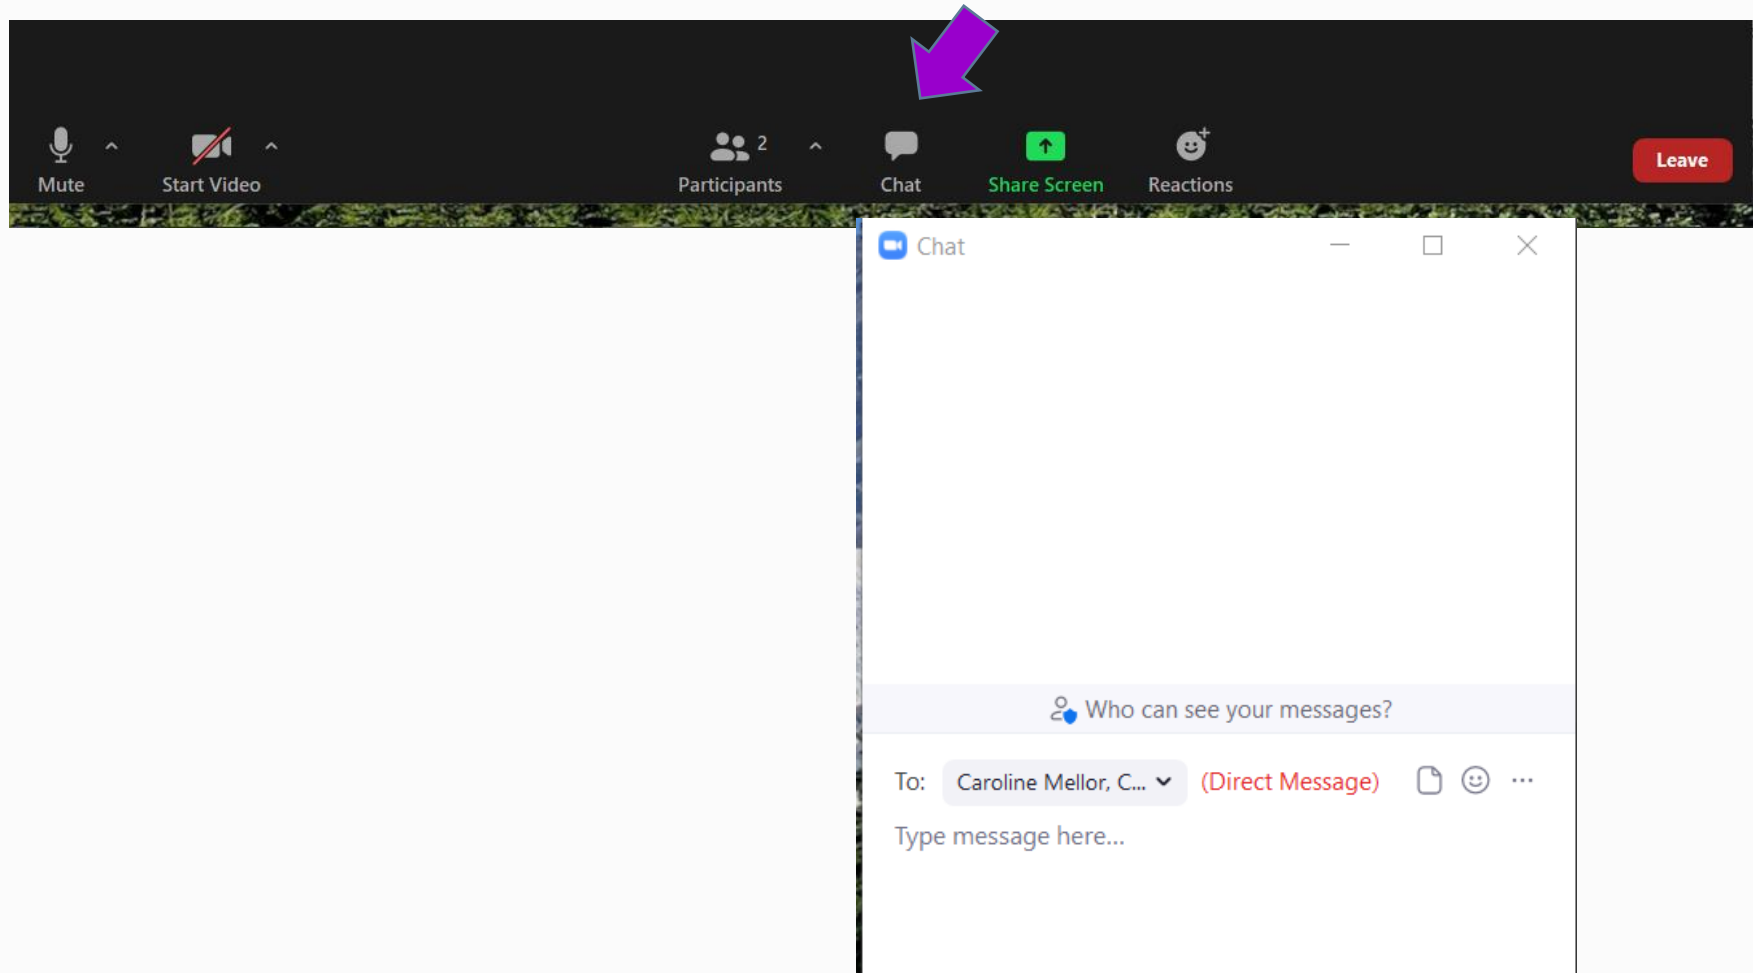 2
Mute
Start Video
Participants
Chat
Share Screen
Reactions
Leave
Chat
Who can see your messages?
To: Caroline Mellor, C... (Direct Message)
Type message here...